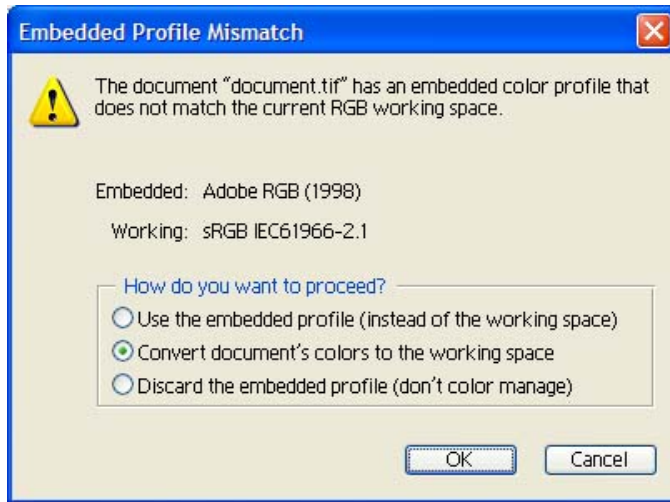 Embedded Profile Mismatch
The document “document.tif” has an embedded color profile that
does not match the current RGB working space.
Embedded: Adobe RGB (1998)
Working: sRGB IEC61966-2.1
How do you want to proceed?
Use the embedded profile (instead of the working space)
Convert document's colors to the working space
Discard the embedded profile (don't color manage)
OK Cancel